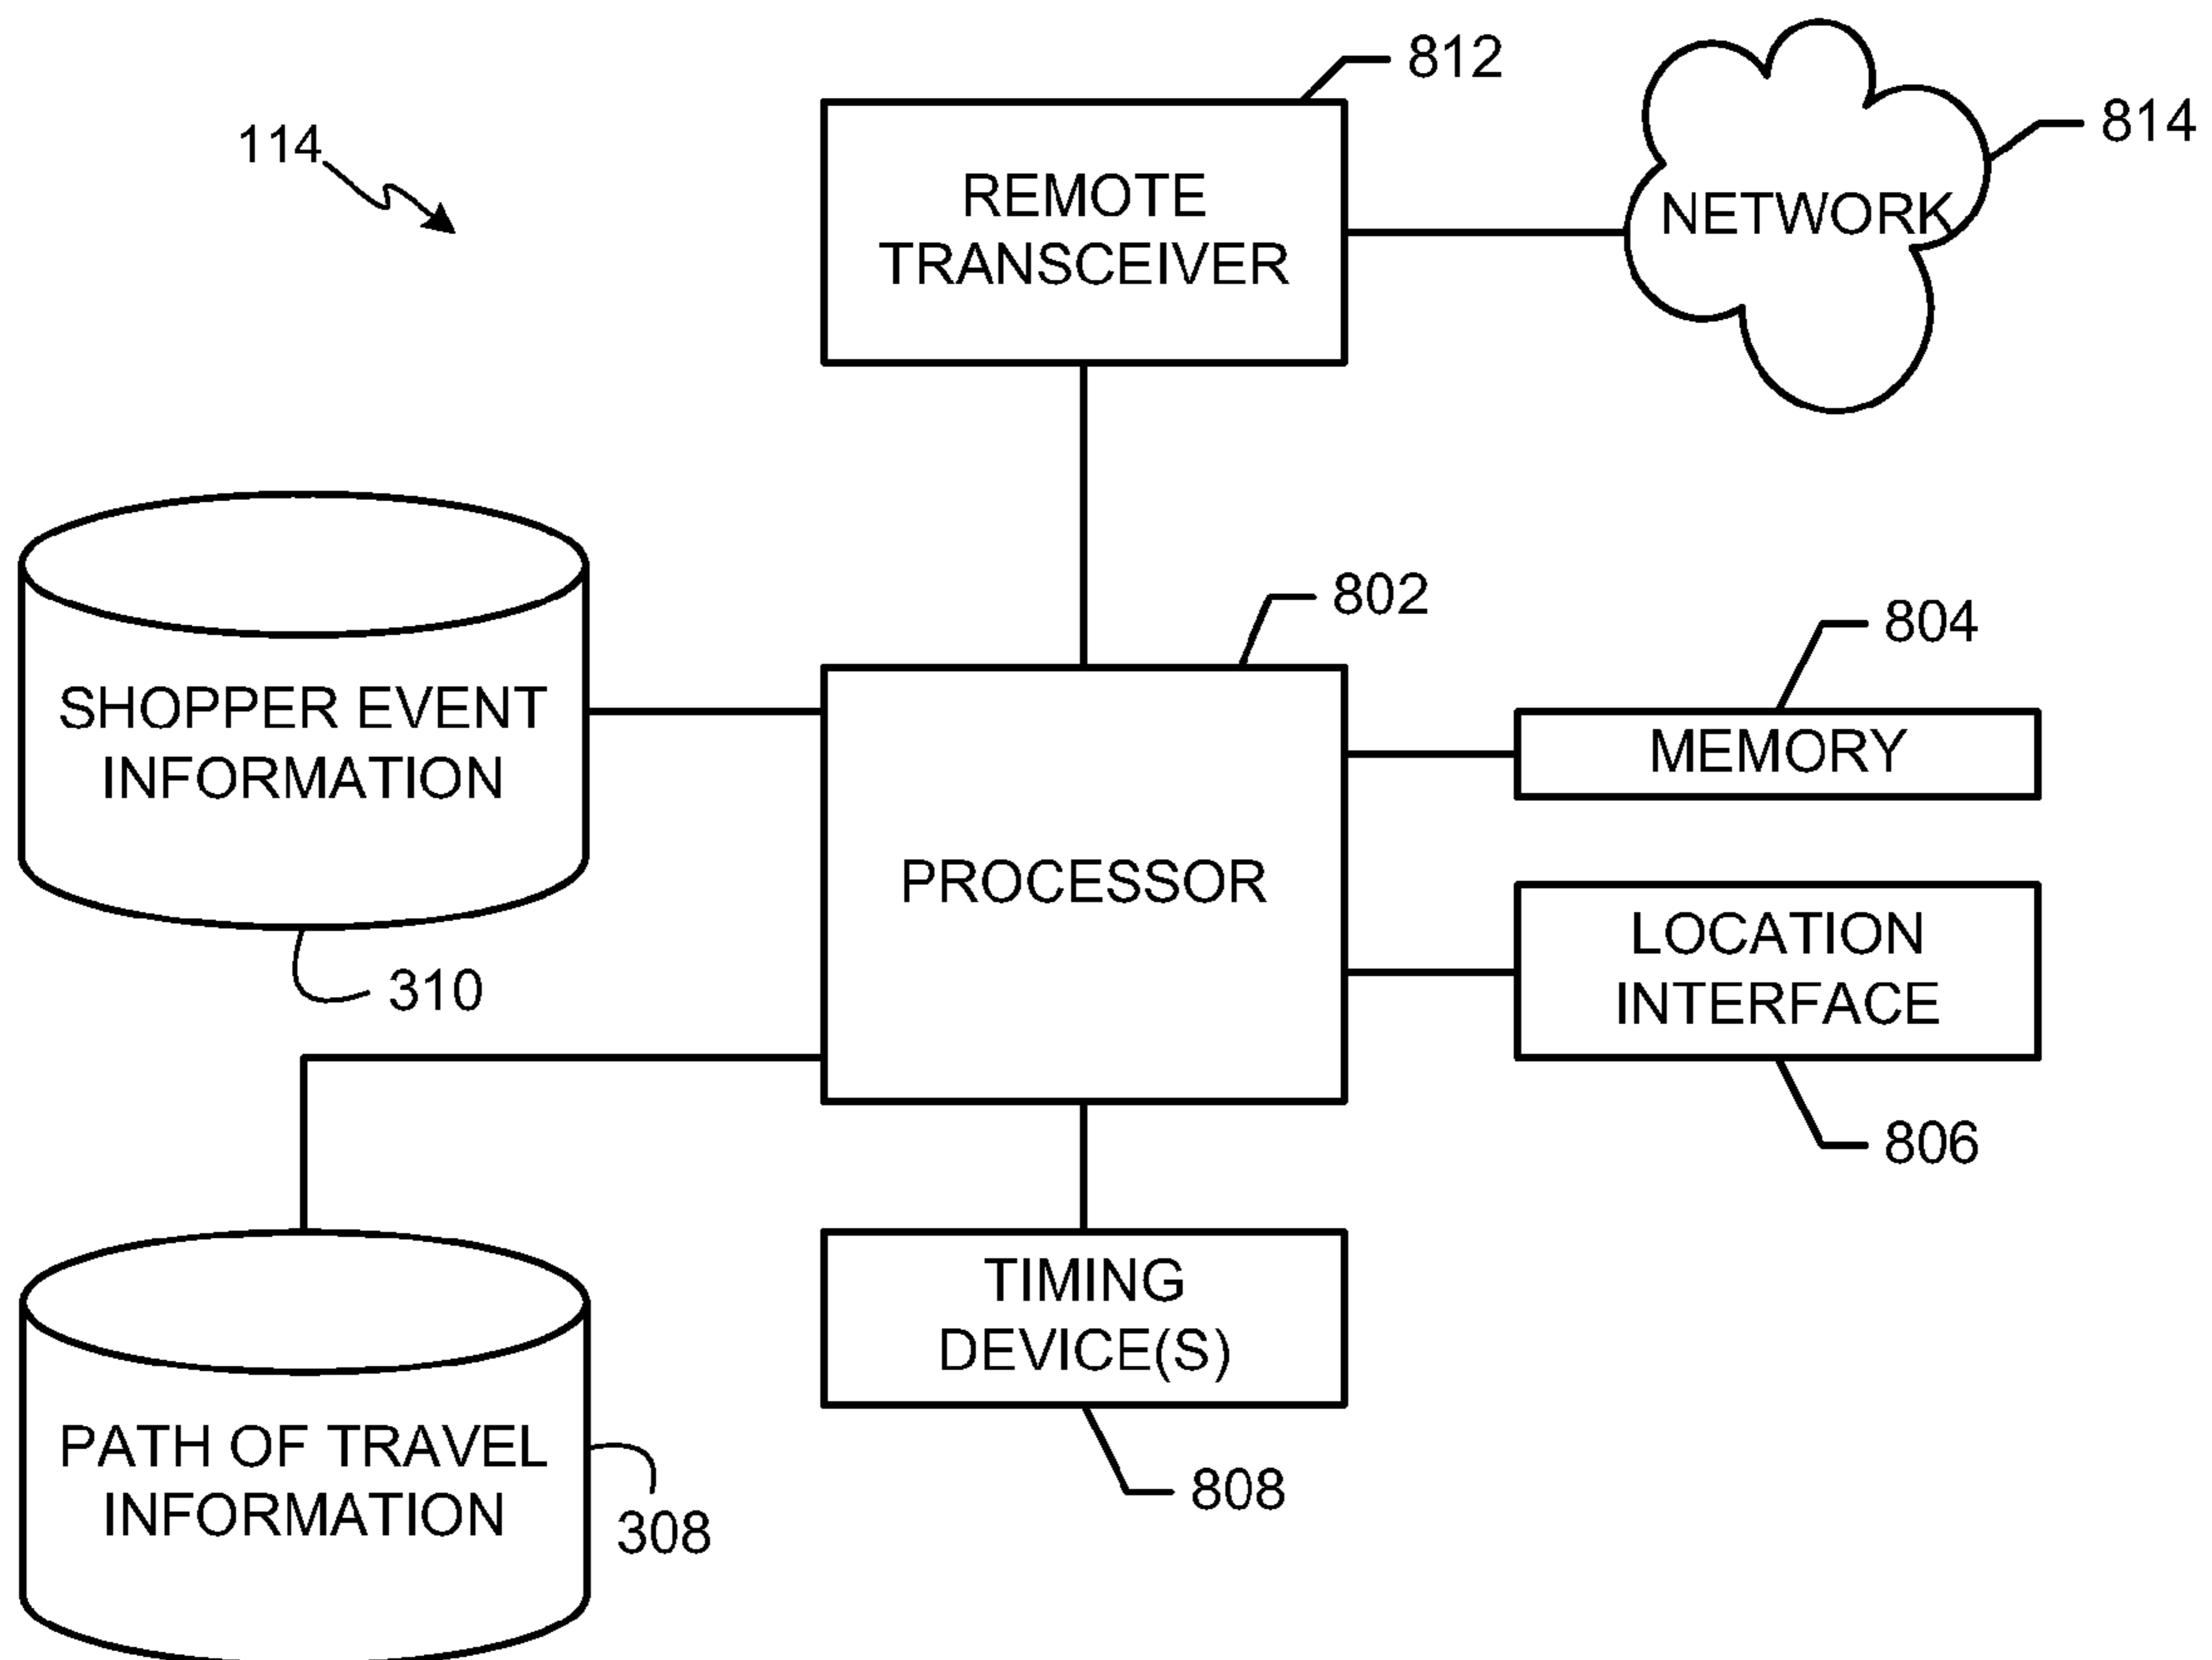 812
114
814
REMOTE
TRANSCEIVER
NETWORK
802
804
SHOPPER EVENT
INFORMATION
MEMORY
PROCESSOR
LOCATION
INTERFACE
310
806
TIMING
DEVICE(S)
PATH OF TRAVEL
INFORMATION
808
308